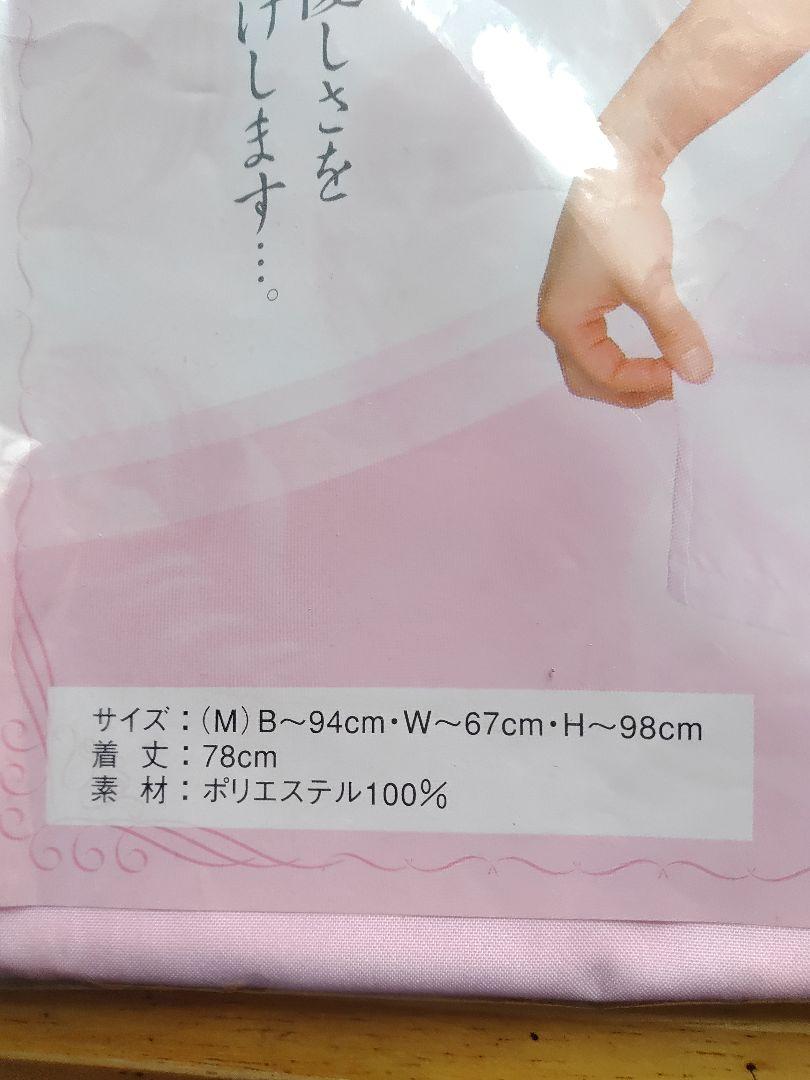 優しさを
けします…。
サイズ：（M）B～94cm・W～67cm・H～98cm
着 丈：78cm
素 材：ポリエステル100％